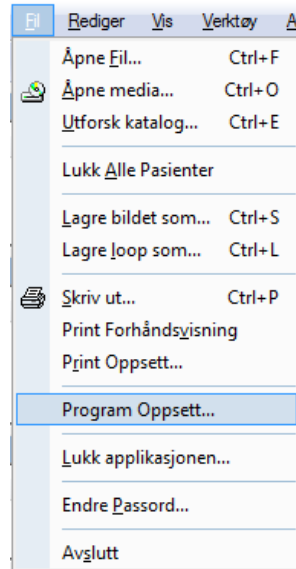 Fil Rediger Vis Verktøy
Åpne Fil... Ctrl+F
Åpne media... Ctrl+O
Utforsk katalog... Ctrl+E
Lukk Alle Pasienter
Lagre bildet som... Ctrl+S
Lagre loop som... Ctrl+L
Skriv ut... Ctrl+P
Print Forhåndsvisning
Print Oppsett...
Program Oppsett...
Lukk applikasjonen...
Endre Passord...
Avslutt